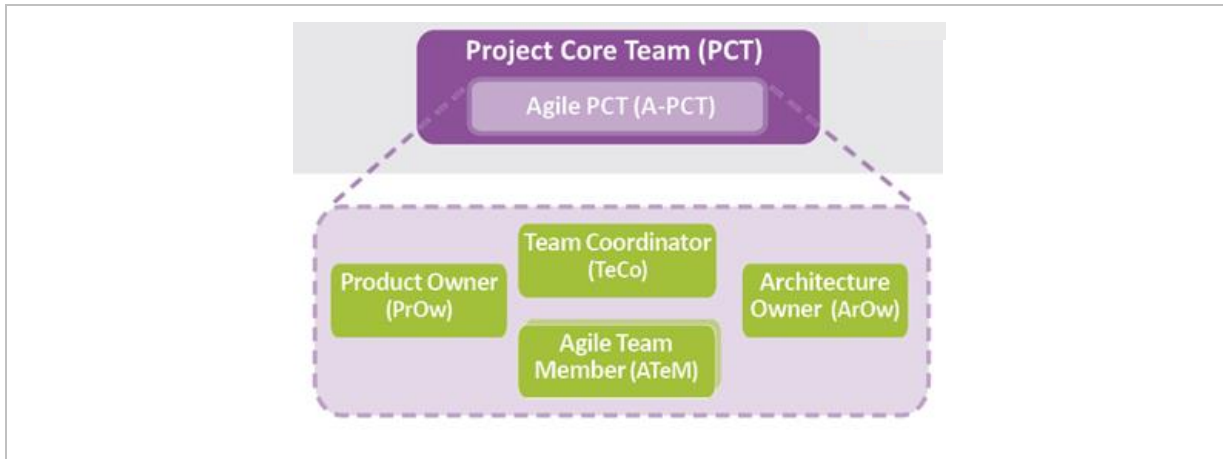 Project Core Team (PCT)
Agile PCT (A-PCT)
Team Coordinator
(TeCo)
Product Owner
(PrOw)
Architecture
Owner (ArOw)
Agile Team
Member (ATeM)